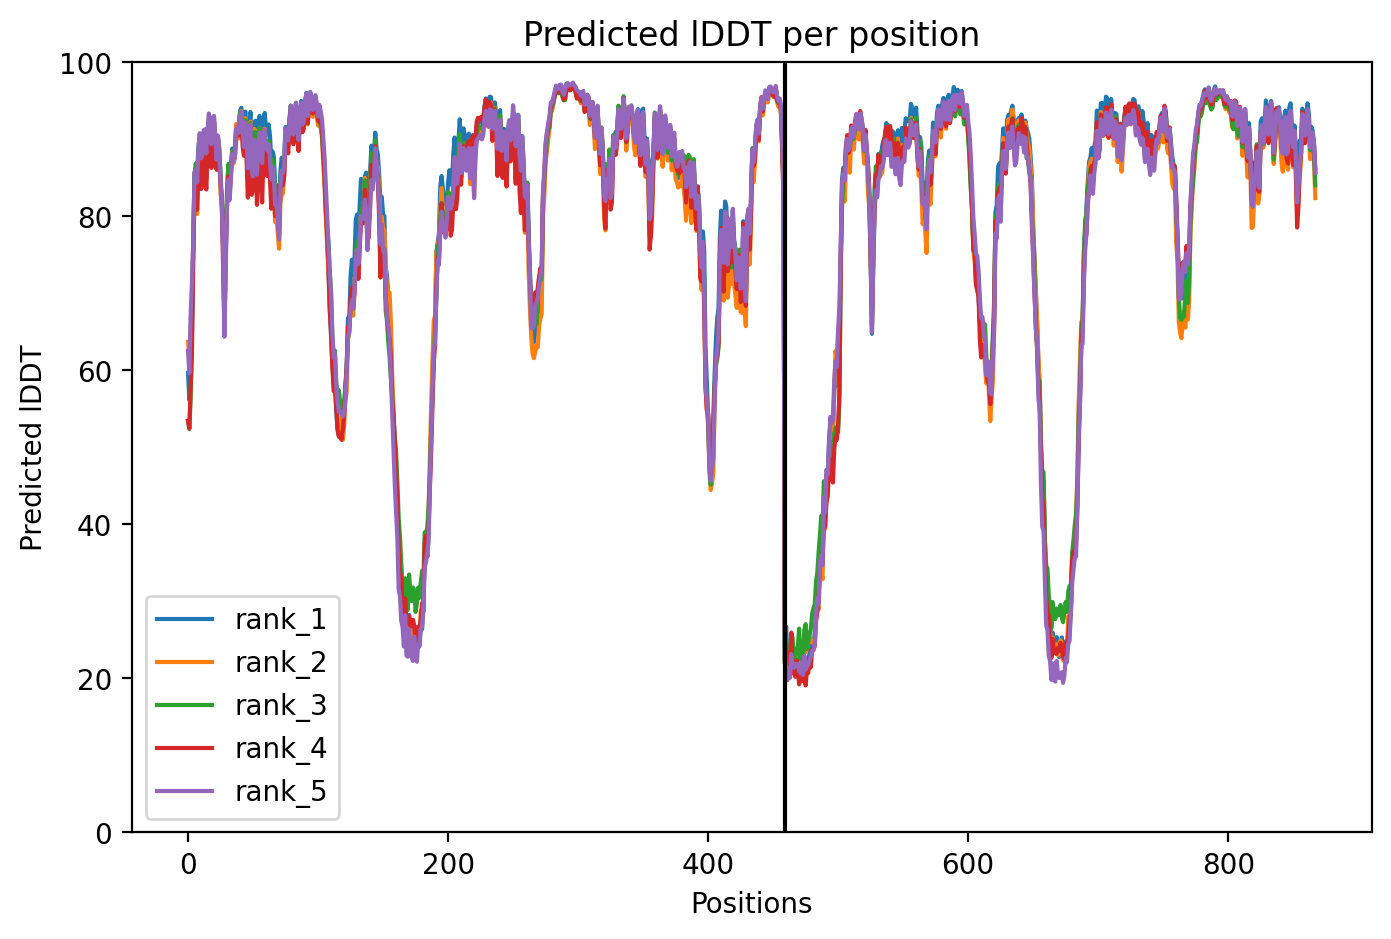 Predicted lDDT per position
100
80
60
40
20
0
Predicted lDDT
rank_1
rank_2
rank_3
rank_4
rank_5
0 200 400 600 800
Positions